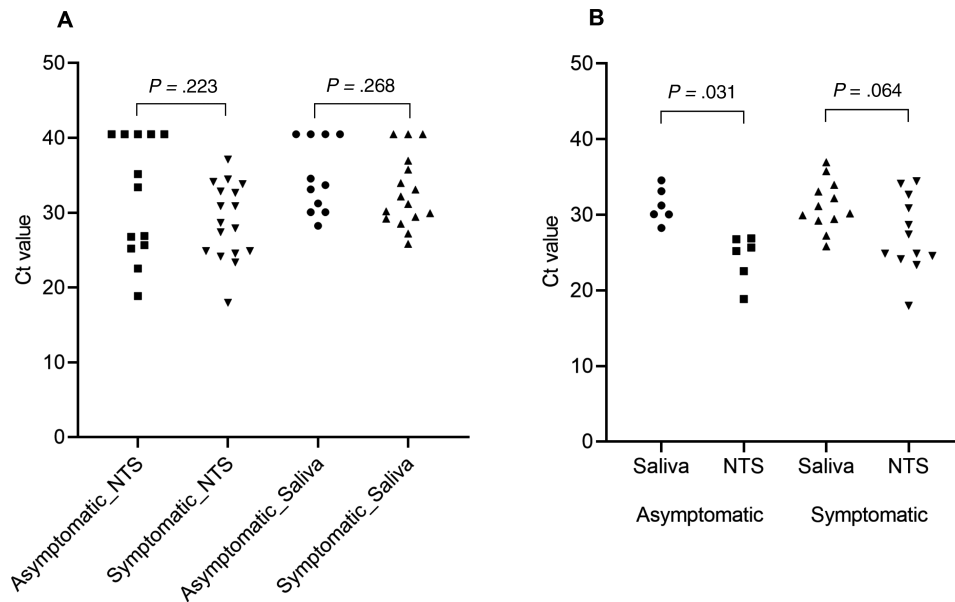 A
50
40
30
20
10
0
Ct value
P = .223
P = .268
Asymptomatic_NTS
Symptomatic_NTS
Asymptomatic_Saliva
Symptomatic_Saliva
B
50
40
30
20
10
0
Ct value
P = .031
P = .064
Saliva NTS Saliva NTS
Asymptomatic Symptomatic